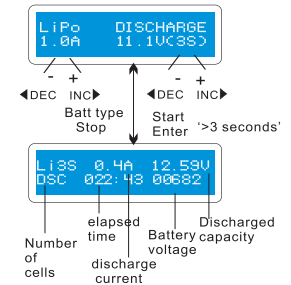 LiPo DISCHARGE
1.0A 11.1V(3S)
- + - +
◀DEC INC▶ ◀DEC INC▶
Batt type
Stop
Start
Enter '>3 seconds'
Li3S 0.4A 12.59V
DSC 022:43 00682
Number
of
cells
elapsed
time
discharge
current
Battery
voltage
Discharged
capacity